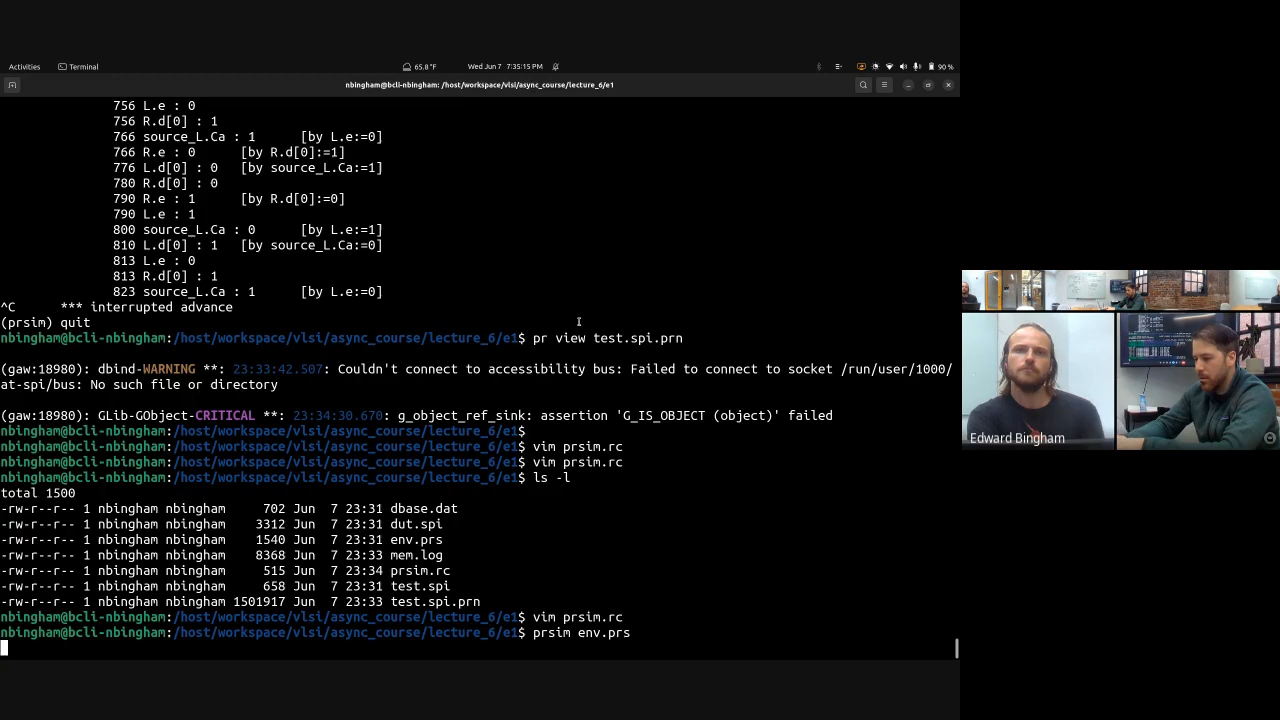 Activities
Terminal
65.8 °F
Wed Jun 7 7:35:15 PM
90 %
nbingham@bcli-nbingham: /host/workspace/vlsi/async_course/lecture_6/e1
756 L.e : 0
756 R.d[0] : 1
766 source_L.Ca : 1 [by L.e:=0]
766 R.e : 0 [by R.d[0]:=1]
776 L.d[0] : 0 [by source_L.Ca:=1]
780 R.d[0] : 0
790 R.e : 1 [by R.d[0]:=0]
790 L.e : 1
800 source_L.Ca : 0 [by L.e:=1]
810 L.d[0] : 1 [by source_L.Ca:=0]
813 L.e : 0
813 R.d[0] : 1
823 source_L.Ca : 1 [by L.e:=0]
^C *** interrupted advance
(prsim) quit
nbingham@bcli-nbingham:/host/workspace/vlsi/async_course/lecture_6/e1$ pr view test.spi.prn
(gaw:18980): dbind-WARNING **: 23:33:42.507: Couldn't connect to accessibility bus: Failed to connect to socket /run/user/1000/
at-spi/bus: No such file or directory
(gaw:18980): GLib-GObject-CRITICAL **: 23:34:30.670: g_object_ref_sink: assertion 'G_IS_OBJECT (object)' failed
nbingham@bcli-nbingham:/host/workspace/vlsi/async_course/lecture_6/e1$
nbingham@bcli-nbingham:/host/workspace/vlsi/async_course/lecture_6/e1$ vim prsim.rc
nbingham@bcli-nbingham:/host/workspace/vlsi/async_course/lecture_6/e1$ vim prsim.rc
nbingham@bcli-nbingham:/host/workspace/vlsi/async_course/lecture_6/e1$ ls -l
total 1500
-rw-r--r-- 1 nbingham nbingham 702 Jun 7 23:31 dbase.dat
-rw-r--r-- 1 nbingham nbingham 3312 Jun 7 23:31 dut.spi
-rw-r--r-- 1 nbingham nbingham 1540 Jun 7 23:31 env.prs
-rw-r--r-- 1 nbingham nbingham 8368 Jun 7 23:33 mem.log
-rw-r--r-- 1 nbingham nbingham 515 Jun 7 23:34 prsim.rc
-rw-r--r-- 1 nbingham nbingham 658 Jun 7 23:31 test.spi
-rw-r--r-- 1 nbingham nbingham 1501917 Jun 7 23:33 test.spi.prn
nbingham@bcli-nbingham:/host/workspace/vlsi/async_course/lecture_6/e1$ vim prsim.rc
nbingham@bcli-nbingham:/host/workspace/vlsi/async_course/lecture_6/e1$ prsim env.prs
Edward Bingham